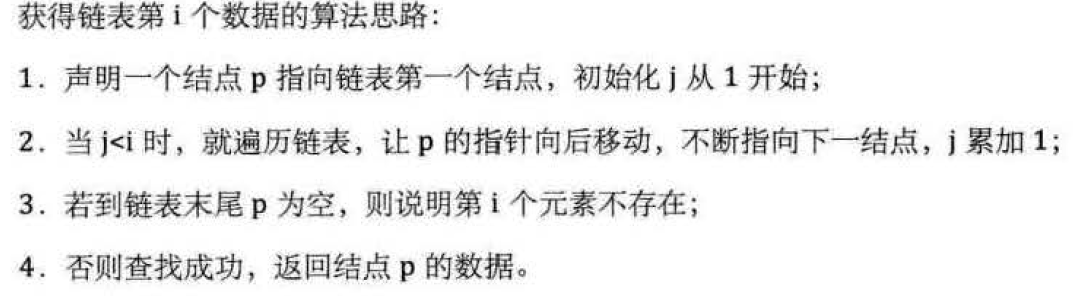 获得链表第 i 个数据的算法思路：
1．声明一个结点 p 指向链表第一个结点，初始化 j 从 1 开始；
2．当 j<i 时，就遍历链表，让 p 的指针向后移动，不断指向下一结点，j 累加 1；
3．若到链表末尾 p 为空，则说明第 i 个元素不存在；
4．否则查找成功，返回结点 p 的数据。